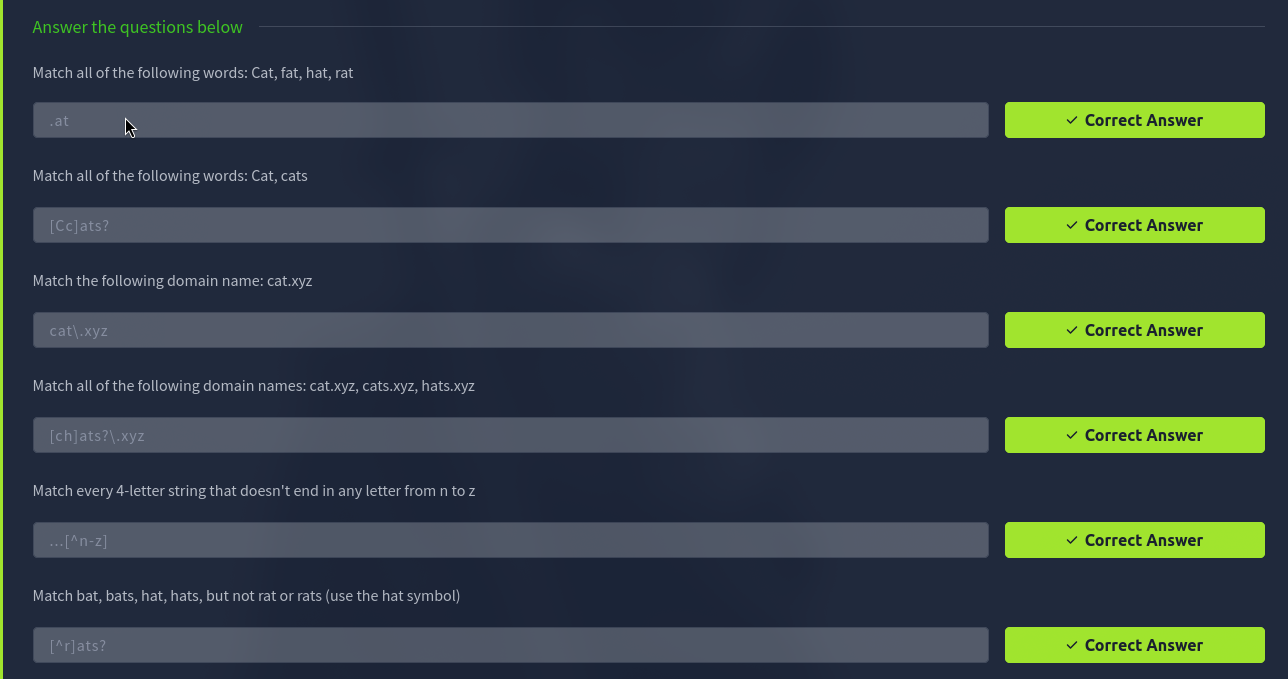 Answer the questions below
Match all of the following words: Cat, fat, hat, rat
.at
✓ Correct Answer
Match all of the following words: Cat, cats
[Cc]ats?
✓ Correct Answer
Match the following domain name: cat.xyz
cat\.xyz
✓ Correct Answer
Match all of the following domain names: cat.xyz, cats.xyz, hats.xyz
[ch]ats?\.xyz
✓ Correct Answer
Match every 4-letter string that doesn't end in any letter from n to z
...[^n-z]
✓ Correct Answer
Match bat, bats, hat, hats, but not rat or rats (use the hat symbol)
[^r]ats?
✓ Correct Answer